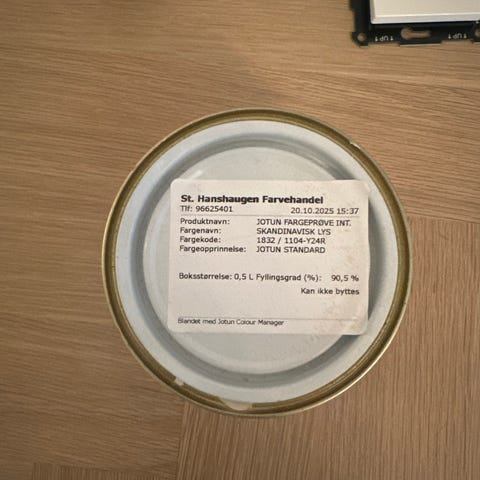 ↑UP↑ ↑UP↑
St. Hanshaugen Farvehandel
Tlf: 96625401 20.10.2025 15:37
Produktnavn: JOTUN FARGEPRØVE INT.
Fargenavn: SKANDINAVISK LYS
Fargekode: 1832 / 1104-Y24R
Fargeopprinnelse: JOTUN STANDARD
Boksstørrelse: 0,5 L Fyllingsgrad (%): 90,5 %
Kan ikke byttes
Blandet med Jotun Colour Manager